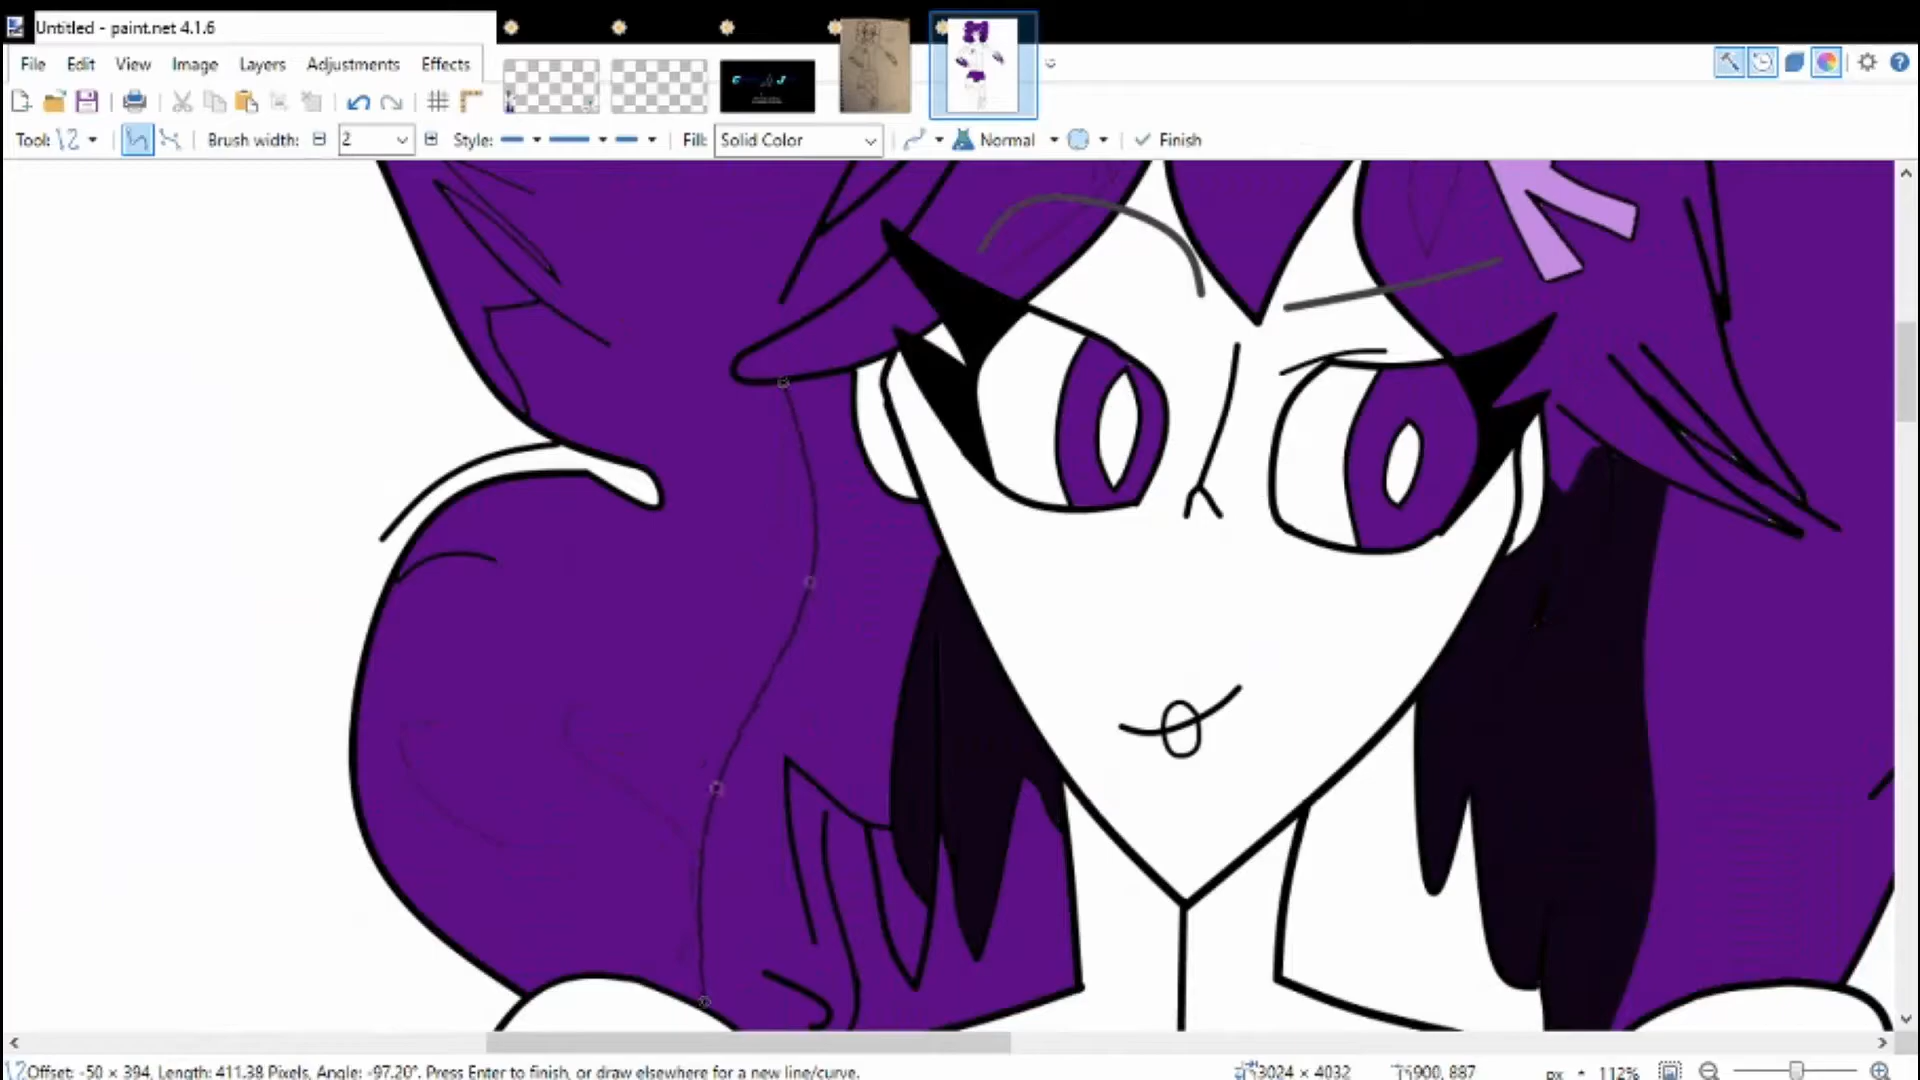 Untitled - paint.net 4.1.6
File Edit View Image Layers Adjustments Effects
Tool: Brush width: 2 Style: Fill: Solid Color Normal Finish
Offset: -50 × 394, Length: 411.38 Pixels, Angle: -97.20°. Press Enter to finish, or draw elsewhere for a new line/curve. 3024 × 4032 900, 887 px 112%